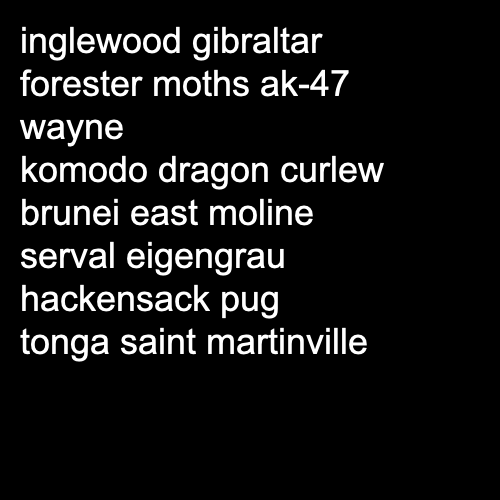 inglewood gibraltar
forester moths ak-47
wayne
komodo dragon curlew
brunei east moline
serval eigengrau
hackensack pug
tonga saint martinville